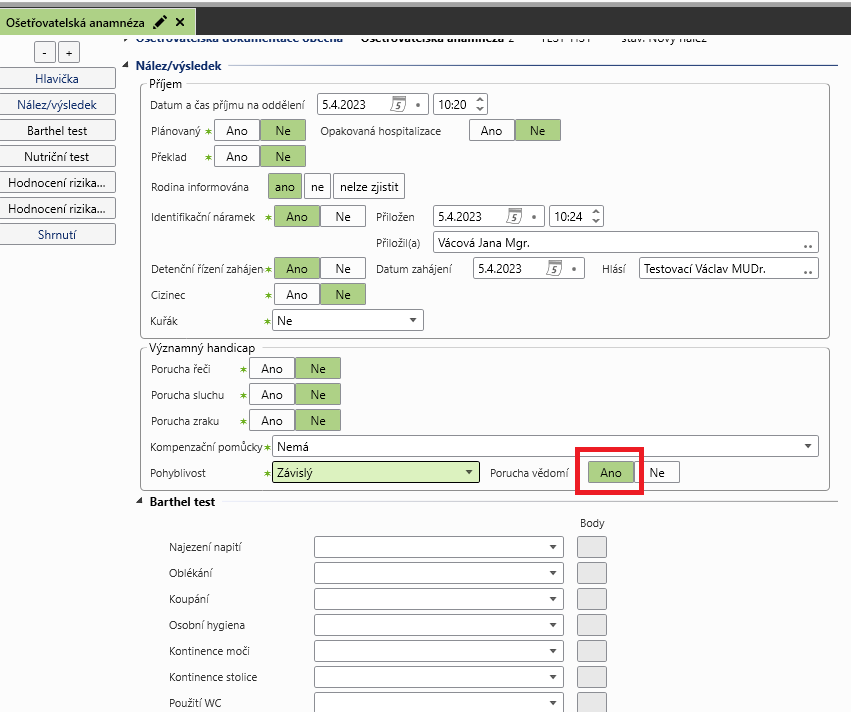 Ošetřovatelská anamnéza
Ošetřovatelská dokumentace obecná Ošetřovatelská anamnéza 2 stav: Nový nález
- +
Hlavička
Nález/výsledek
Barthel test
Nutriční test
Hodnocení rizika...
Hodnocení rizika...
Shrnutí
Nález/výsledek
Příjem
Datum a čas příjmu na oddělení 5.4.2023 5 10:20
Plánovaný * Ano Ne Opakovaná hospitalizace Ano Ne
Překlad * Ano Ne
Rodina informována ano ne nelze zjistit
Identifikační náramek * Ano Ne Přiložen 5.4.2023 5 10:24
Přiložil(a) Vácová Jana Mgr. ..
Detenční řízení zahájen * Ano Ne Datum zahájení 5.4.2023 5 Hlásí Testovací Václav MUDr. ..
Cizinec * Ano Ne
Kuřák * Ne
Významný handicap
Porucha řeči * Ano Ne
Porucha sluchu * Ano Ne
Porucha zraku * Ano Ne
Kompenzační pomůcky * Nemá
Pohyblivost * Závislý Porucha vědomí Ano Ne
Barthel test
Body
Najezení napití
Oblékání
Koupání
Osobní hygiena
Kontinence moči
Kontinence stolice
Použití WC